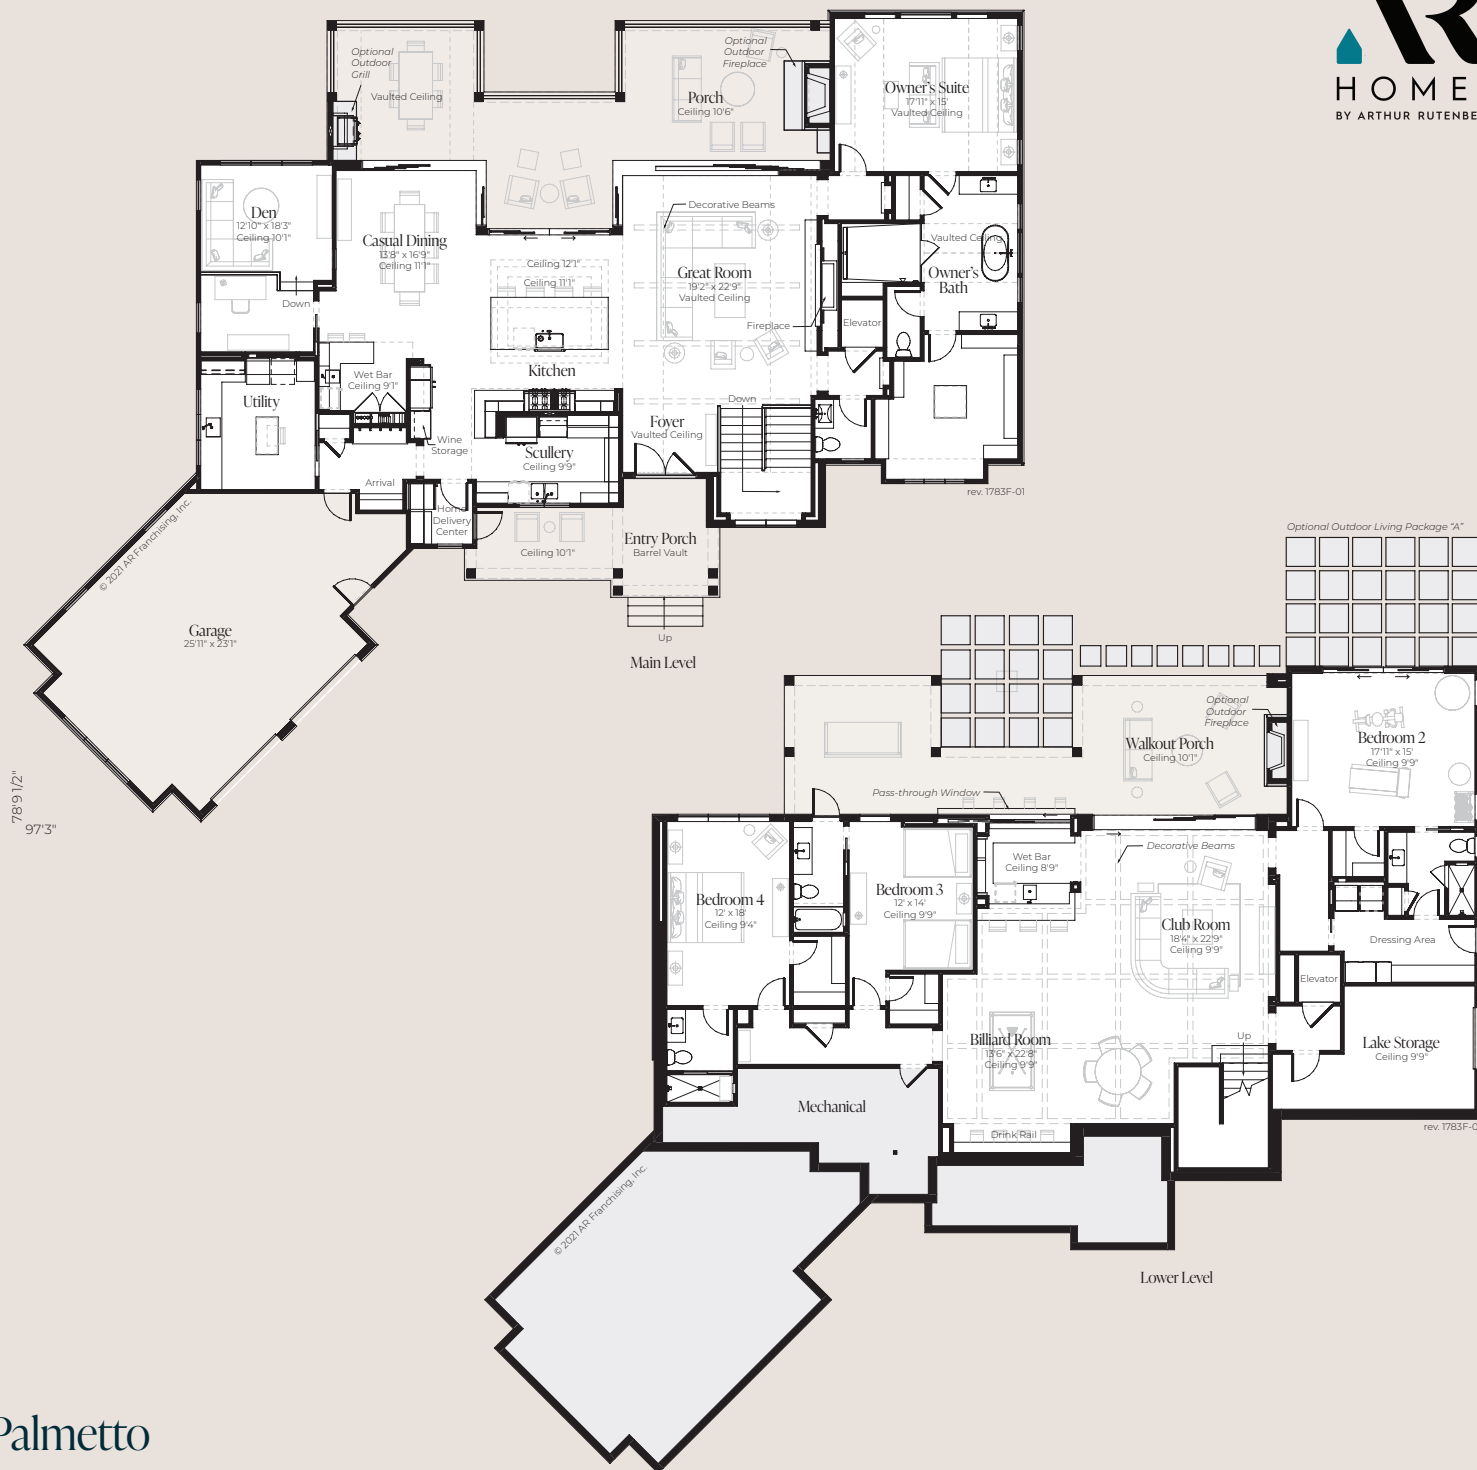 AR
HOME
BY ARTHUR RUTENBE
Optional
Outdoor
Grill
Vaulted Ceiling
Optional
Outdoor
Fireplace
Porch
Ceiling 10'6"
Owner's Suite
17'11" x 15'
Vaulted Ceiling
Den
12'10" x 18'3"
Ceiling 10'1"
Down
Casual Dining
13'8" x 16'9"
Ceiling 11'1"
Decorative Beams
Ceiling 12'1"
Ceiling 11'1"
Great Room
19'2" x 22'9"
Vaulted Ceiling
Fireplace
Vaulted Ceiling
Owner's
Bath
Elevator
Kitchen
Wet Bar
Ceiling 9'1"
Utility
Wine
Storage
Foyer
Vaulted Ceiling
Down
Scullery
Ceiling 9'9"
Arrival
Home
Delivery
Center
Ceiling 10'1"
Entry Porch
Barrel Vault
Up
rev. 1783F-01
© 2021 AR Franchising, Inc.
Garage
25'11" x 23'1"
Main Level
78'9 1/2"
97'3"
Optional Outdoor Living Package "A"
Optional
Outdoor
Fireplace
Walkout Porch
Ceiling 10'1"
Bedroom 2
17'11" x 15'
Ceiling 9'9"
Pass-through Window
Decorative Beams
Wet Bar
Ceiling 8'9"
Bedroom 4
12' x 18'
Ceiling 9'4"
Bedroom 3
12' x 14'
Ceiling 9'9"
Club Room
18'4" x 22'9"
Ceiling 9'9"
Dressing Area
Elevator
Billiard Room
13'6" x 22'8"
Ceiling 9'9"
Up
Lake Storage
Ceiling 9'9"
Mechanical
Drink Rail
rev. 1783F-0
© 2021 AR Franchising, Inc.
Lower Level
Palmetto